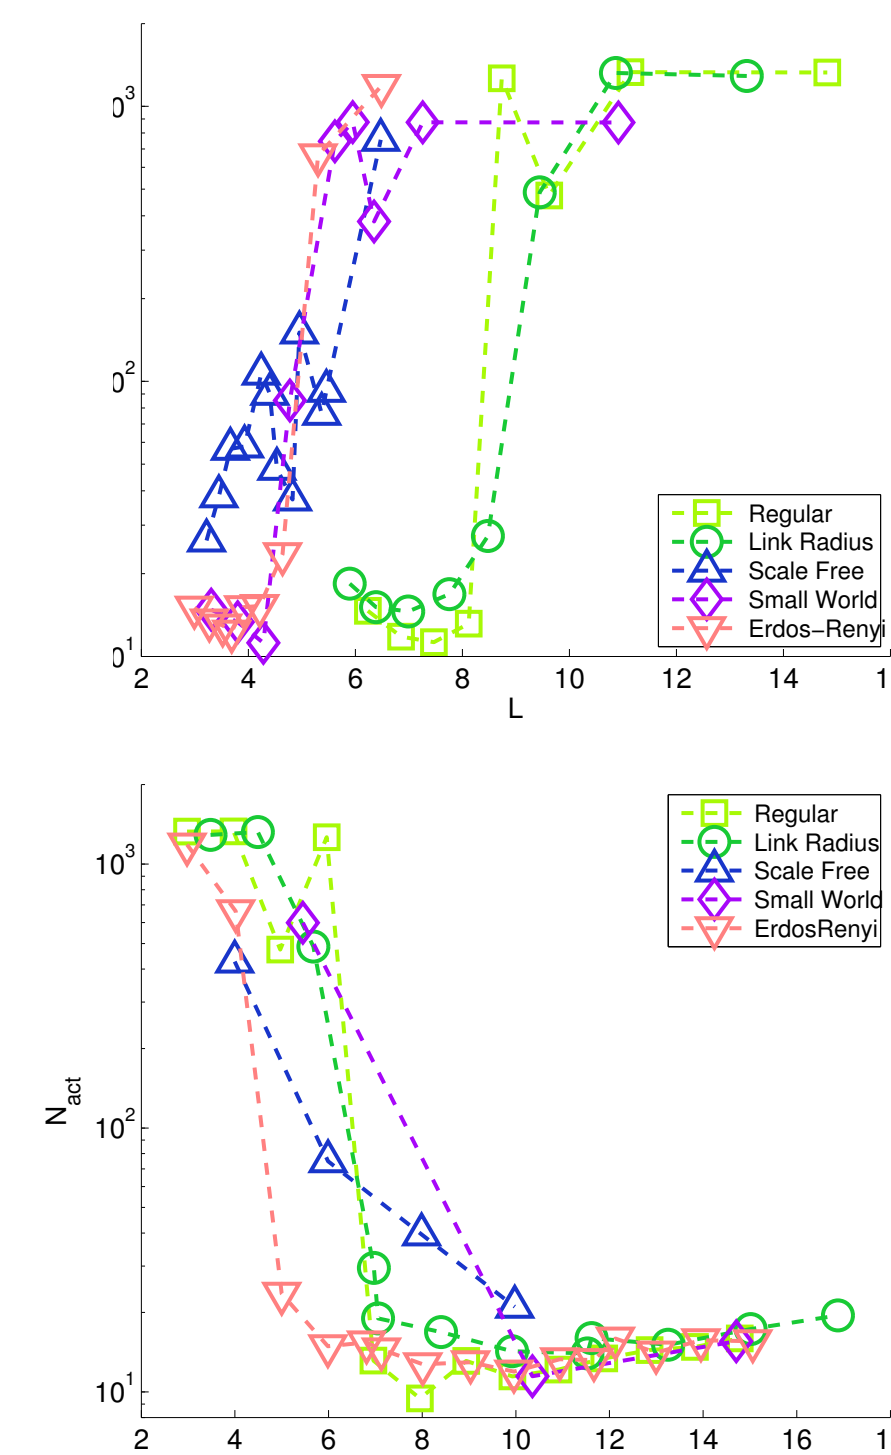 0³
0²
0¹
2 4 6 8 10 12 14 1
L
Regular
Link Radius
Scale Free
Small World
Erdos−Renyi
10³
10²
10¹
N_act
2 4 6 8 10 12 14 16 1
Regular
Link Radius
Scale Free
Small World
ErdosRenyi